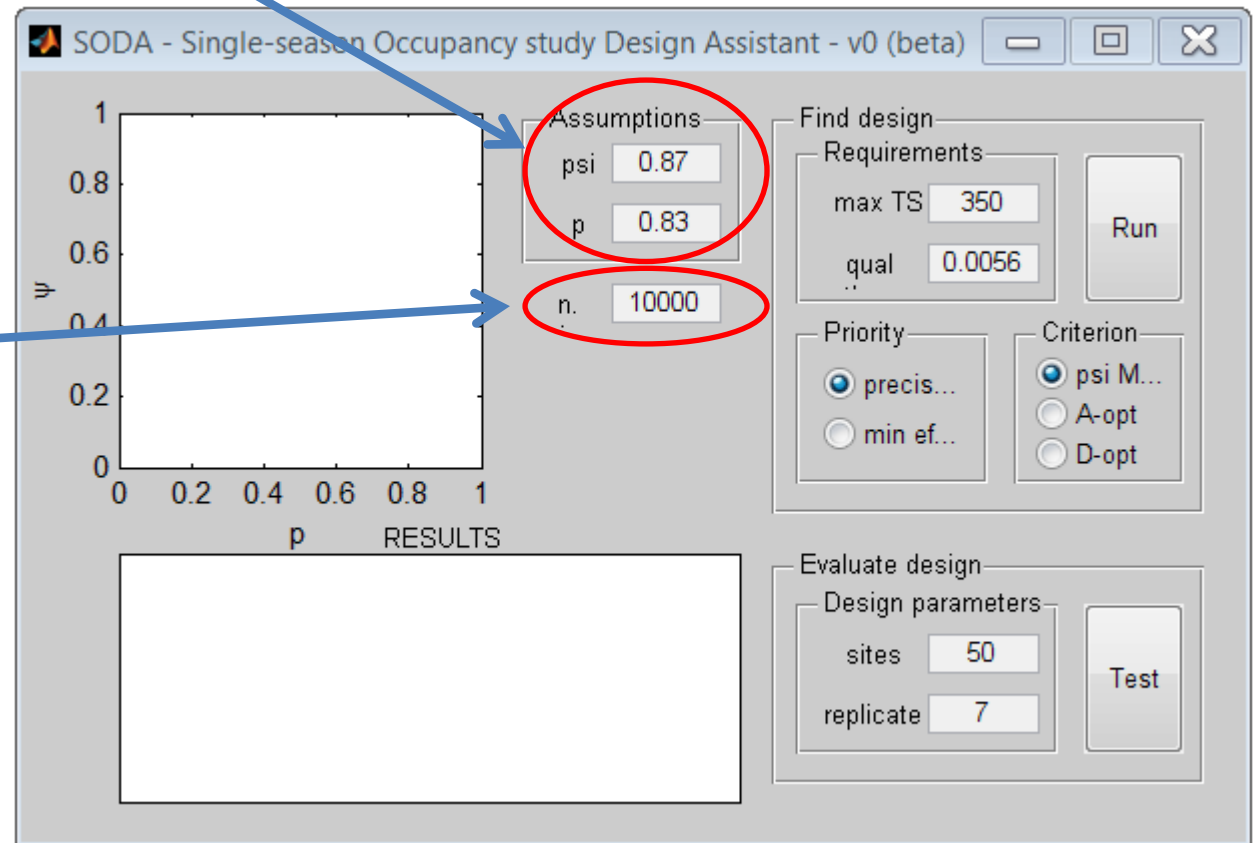 SODA - Single-season Occupancy study Design Assistant - v0 (beta)
1
0.8
0.6
0.4
0.2
0
ψ
0 0.2 0.4 0.6 0.8 1
p
Assumptions
psi 0.87
p 0.83
n. 10000
Find design
Requirements
max TS 350
qual 0.0056
Run
Priority
precis...
min ef...
Criterion
psi M...
A-opt
D-opt
RESULTS
Evaluate design
Design parameters
sites 50
replicate 7
Test